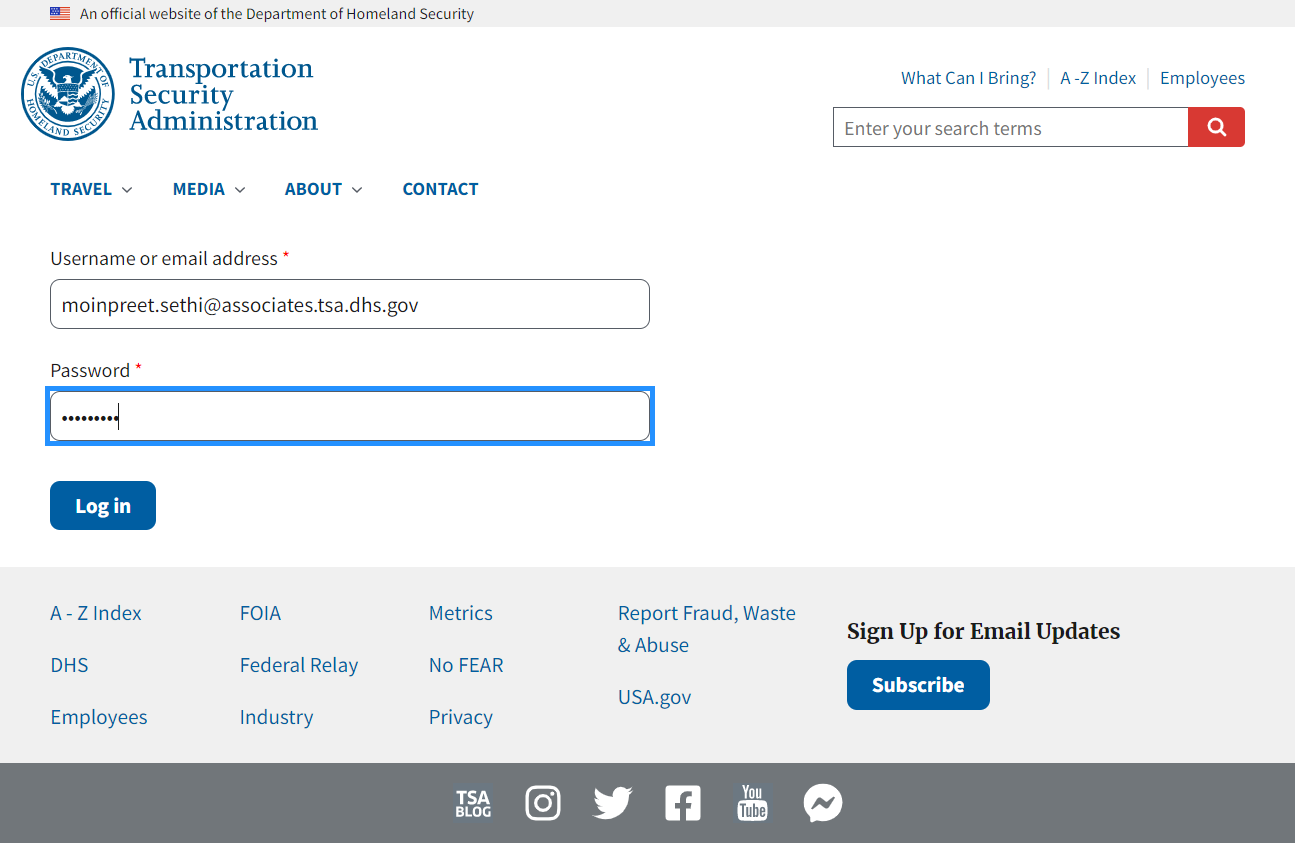 An official website of the Department of Homeland Security
U.S. DEPARTMENT OF HOMELAND SECURITY
Transportation
Security
Administration
What Can I Bring?
A -Z Index
Employees
Enter your search terms
TRAVEL
MEDIA
ABOUT
CONTACT
Username or email address *
moinpreet.sethi@associates.tsa.dhs.gov
Password *
•••••••••
Log in
A - Z Index
FOIA
Metrics
Report Fraud, Waste
& Abuse
DHS
Federal Relay
No FEAR
USA.gov
Employees
Industry
Privacy
Sign Up for Email Updates
Subscribe
TSA
BLOG
You
Tube